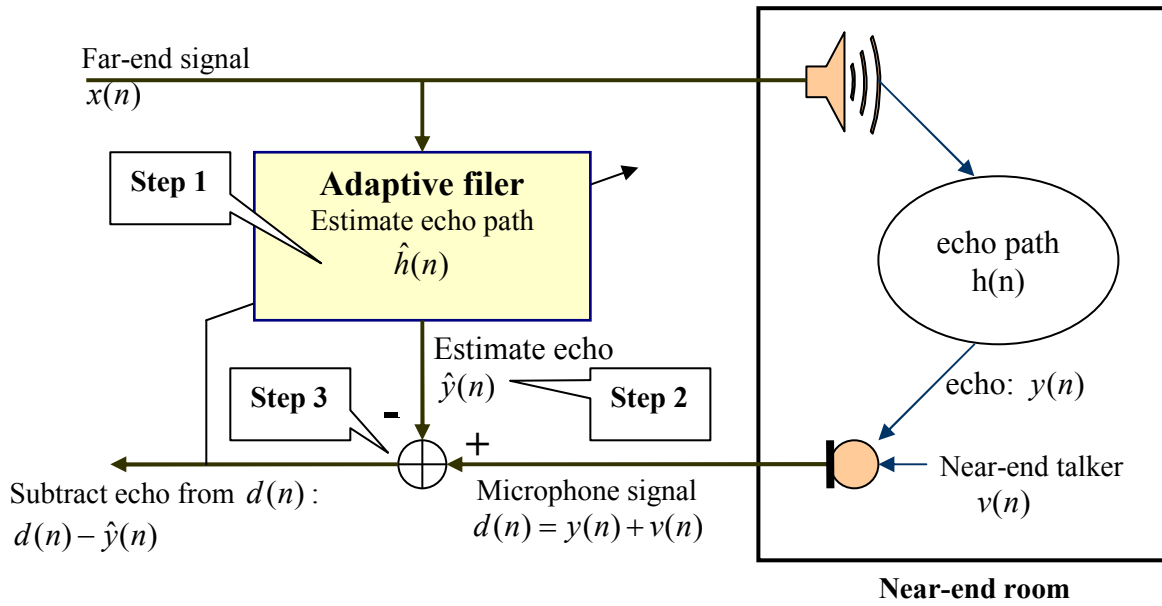 Far-end signal
x(n)
Step 1
Adaptive filer
Estimate echo path
ĥ(n)
echo path
h(n)
Estimate echo
ŷ(n)
Step 2
Step 3
-
+
echo: y(n)
Near-end talker
v(n)
Microphone signal
d(n) = y(n) + v(n)
Subtract echo from d(n) :
d(n) − ŷ(n)
Near-end room